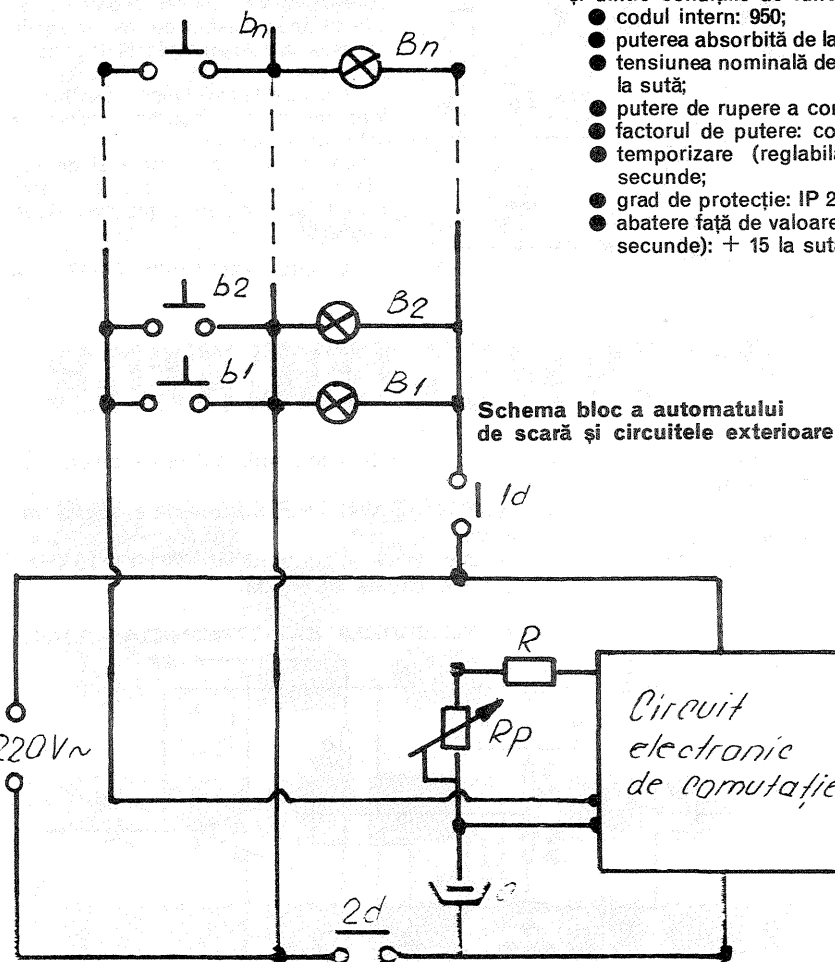 codul intern: 950;
puterea absorbită de la
tensiunea nominală de
la sută;
putere de rupere a con
factorul de putere: co
temporizare (reglabilă
secunde;
grad de protecție: IP 2
abatere față de valoare
secunde): + 15 la sută
bn
Bn
b2
B2
b1
B1
Schema bloc a automatului
de scară și circuitele exterioare
1d
R
Rp
220V~
Circuit
electronic
de comutație
2d